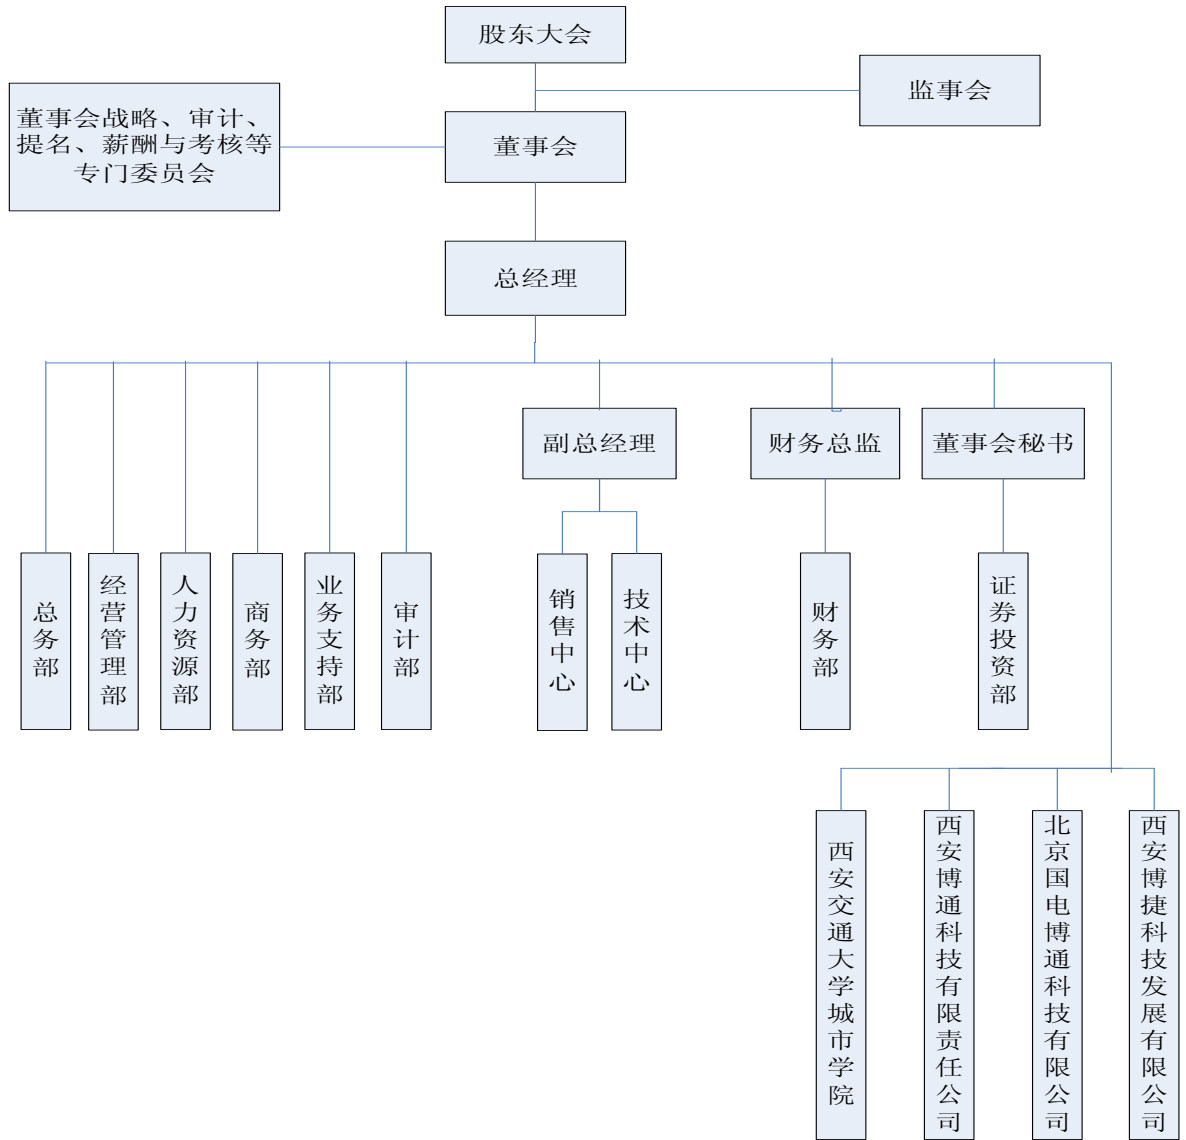 股东大会
监事会
董事会战略、审计、
提名、薪酬与考核等
专门委员会
董事会
总经理
副总经理
财务总监
董事会秘书
总务部
经营管理部
人力资源部
商务部
业务支持部
审计部
销售中心
技术中心
财务部
证券投资部
西安交通大学城市学院
西安博通科技有限责任公司
北京国电博通科技有限公司
西安博捷科技发展有限公司